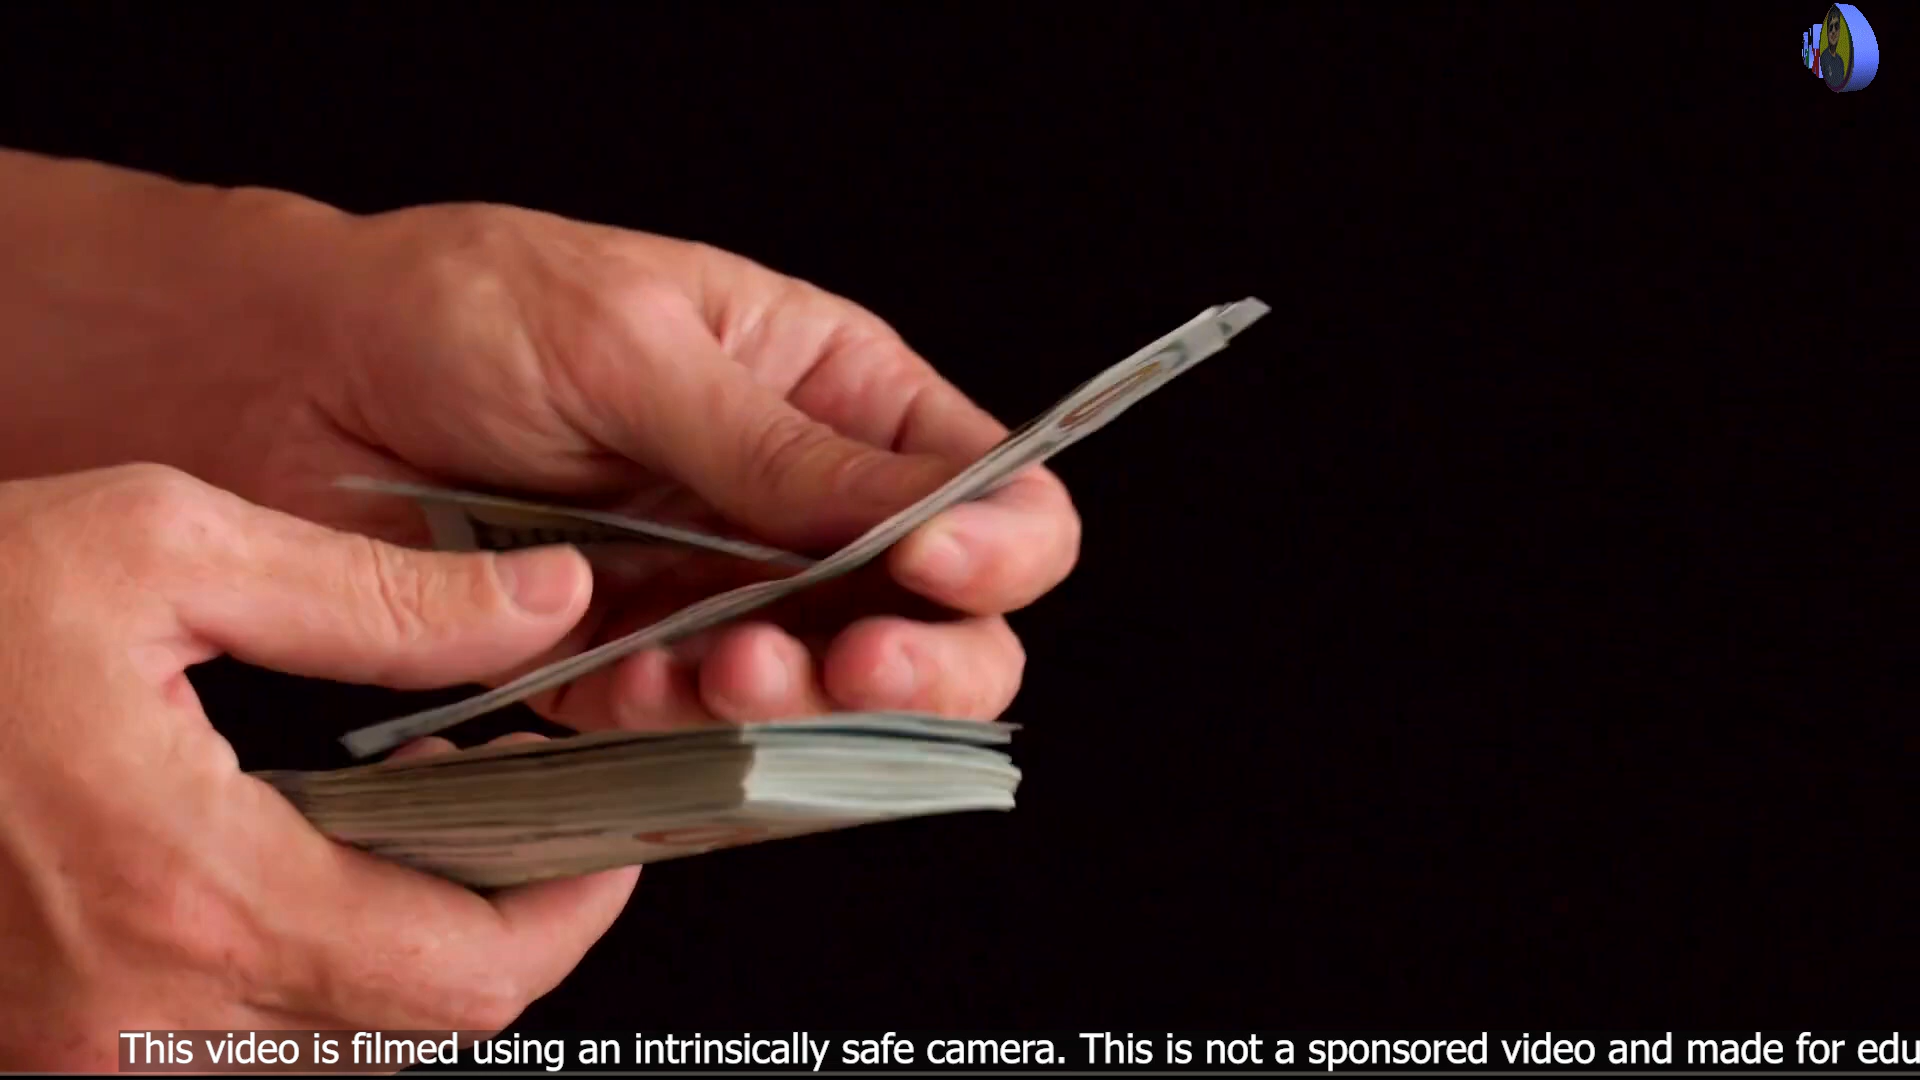 This video is filmed using an intrinsically safe camera. This is not a sponsored video and made for edu